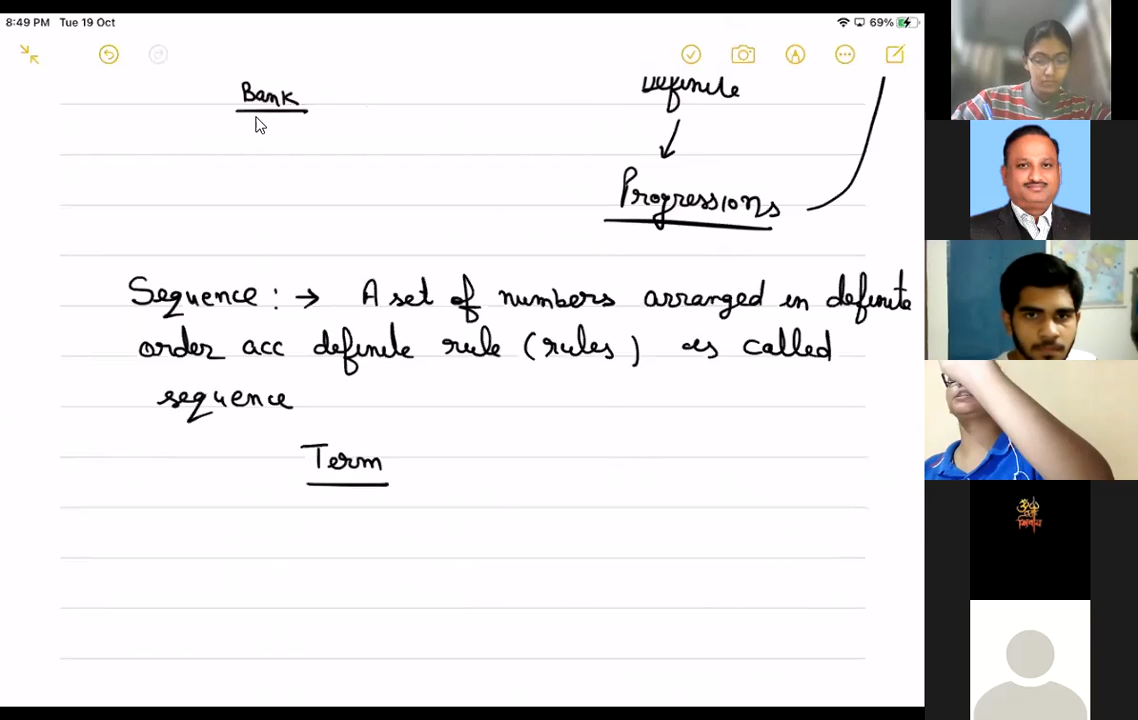 8:49 PM Tue 19 Oct
69%
Bank
Definite
Progressions
Sequence : → A set of numbers arranged in definite
order acc definite rule (rules) is called
sequence
Term